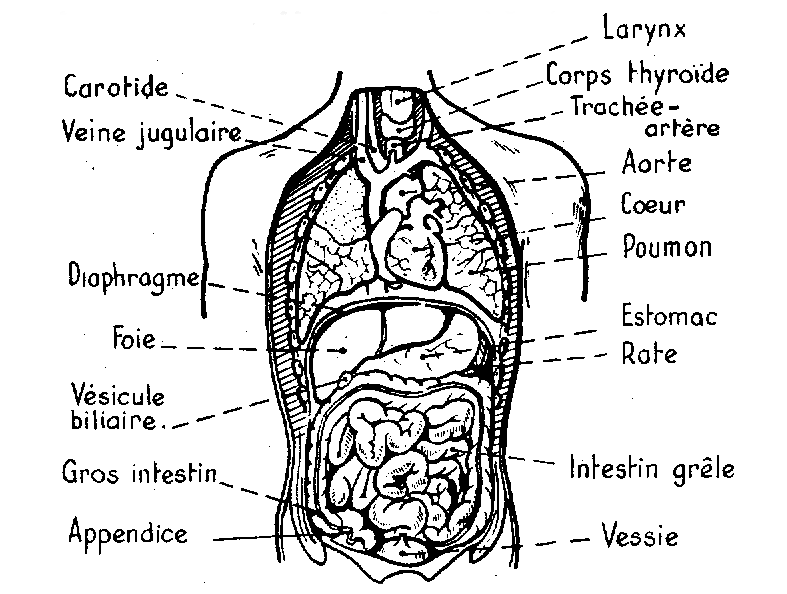 Larynx
Carotide
Corps thyroïde
Veine jugulaire
Trachée-
artère
Aorte
Coeur
Poumon
Diaphragme
Estomac
Foie
Rate
Vésicule
biliaire.
Gros intestin
Intestin grêle
Appendice
Vessie